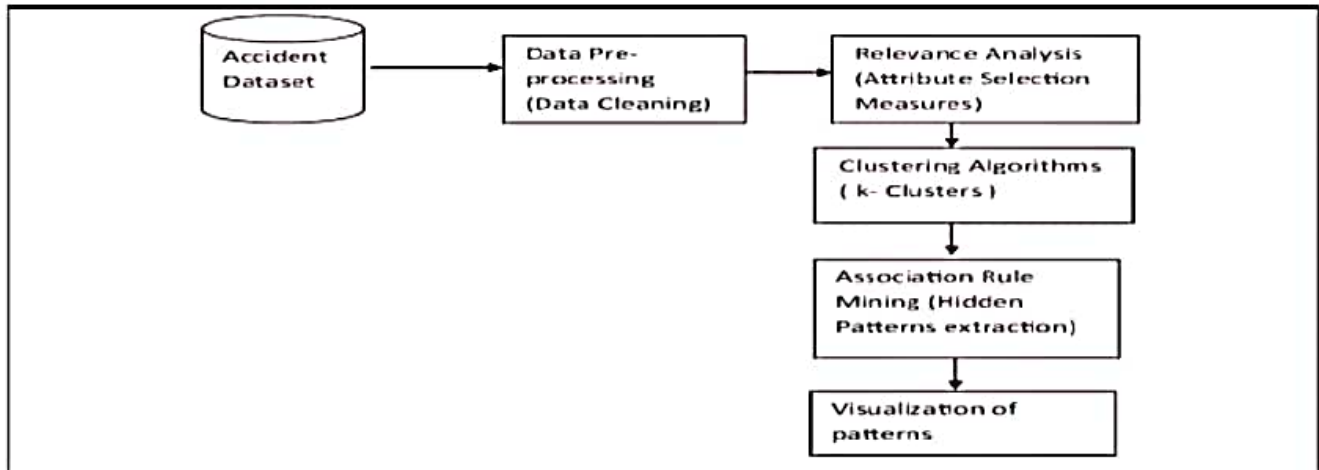 Accident
Dataset
Data Pre-
processing
(Data Cleaning)
Relevance Analysis
(Attribute Selection
Measures)
Clustering Algorithms
( k- Clusters )
Association Rule
Mining (Hidden
Patterns extraction)
Visualization of
patterns